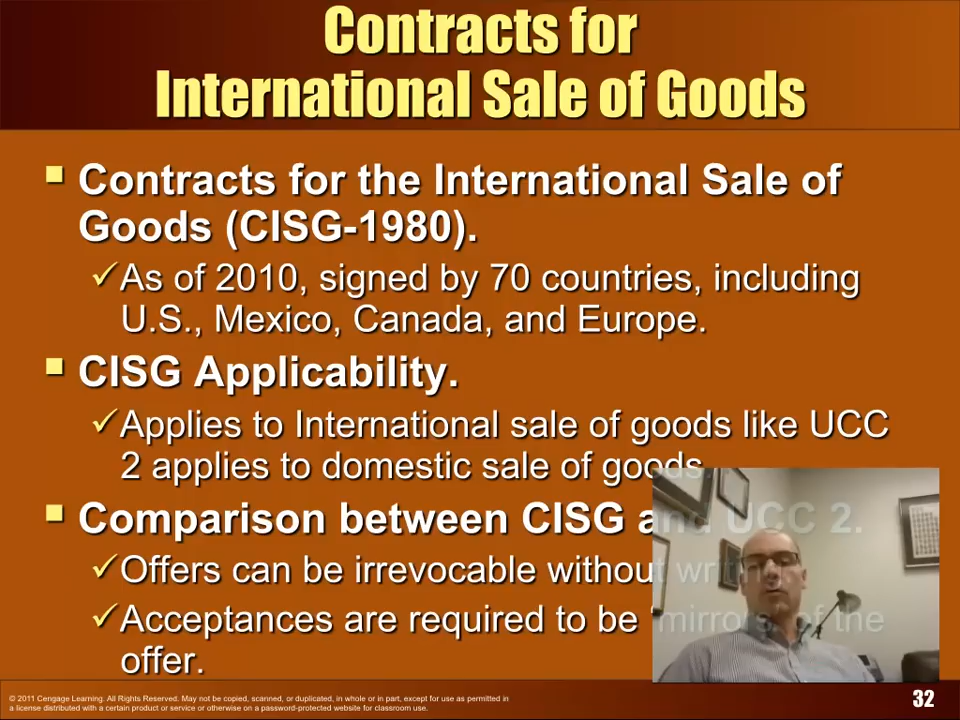 Contracts for
International Sale of Goods
Contracts for the International Sale of
Goods (CISG-1980).
As of 2010, signed by 70 countries, including
U.S., Mexico, Canada, and Europe.
CISG Applicability.
Applies to International sale of goods like UCC
2 applies to domestic sale of goods
Comparison between CISG and UCC 2.
Offers can be irrevocable without writing
Acceptances are required to be 'mirrors' of the
offer.
© 2011 Cengage Learning. All Rights Reserved. May not be copied, scanned, or duplicated, in whole or in part, except for use as permitted in
a license distributed with a certain product or service or otherwise on a password-protected website for classroom use.
32